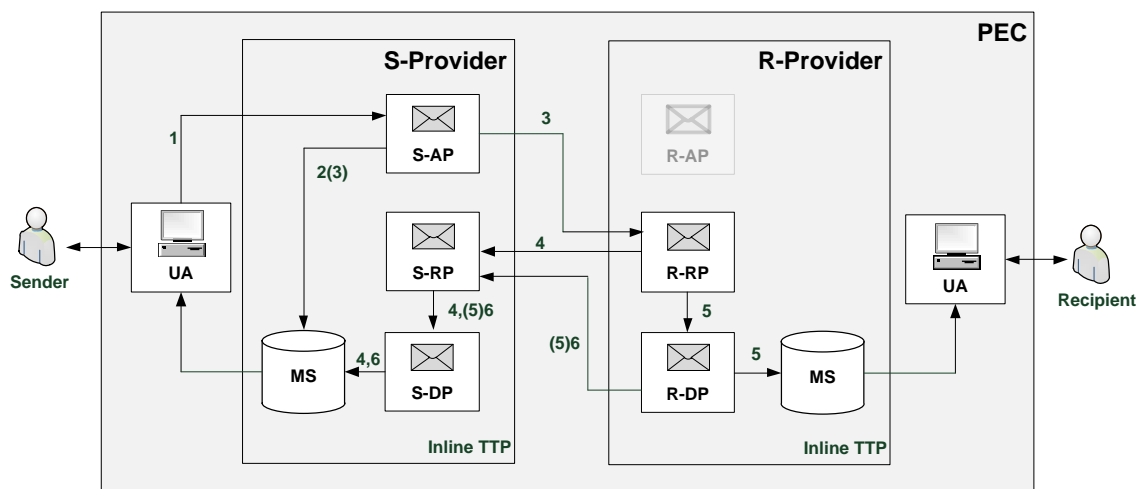 PEC
S-Provider
R-Provider
1
S-AP
3
R-AP
2(3)
UA
S-RP
4
R-RP
UA
Sender
Recipient
4,(5)6
5
(5)6
MS
4,6
S-DP
R-DP
5
MS
Inline TTP
Inline TTP